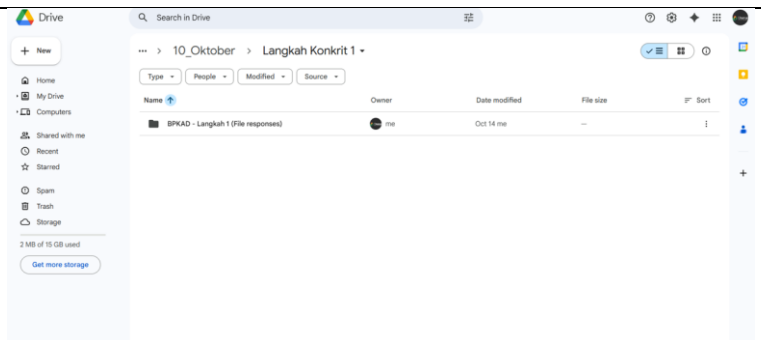 Drive
Search in Drive
New
... > 10_Oktober > Langkah Konkrit 1
Type People Modified Source
Name Owner Date modified File size Sort
BPKAD - Langkah 1 (File responses) me Oct 14 me –
Home
My Drive
Computers
Shared with me
Recent
Starred
Spam
Trash
Storage
2 MB of 15 GB used
Get more storage